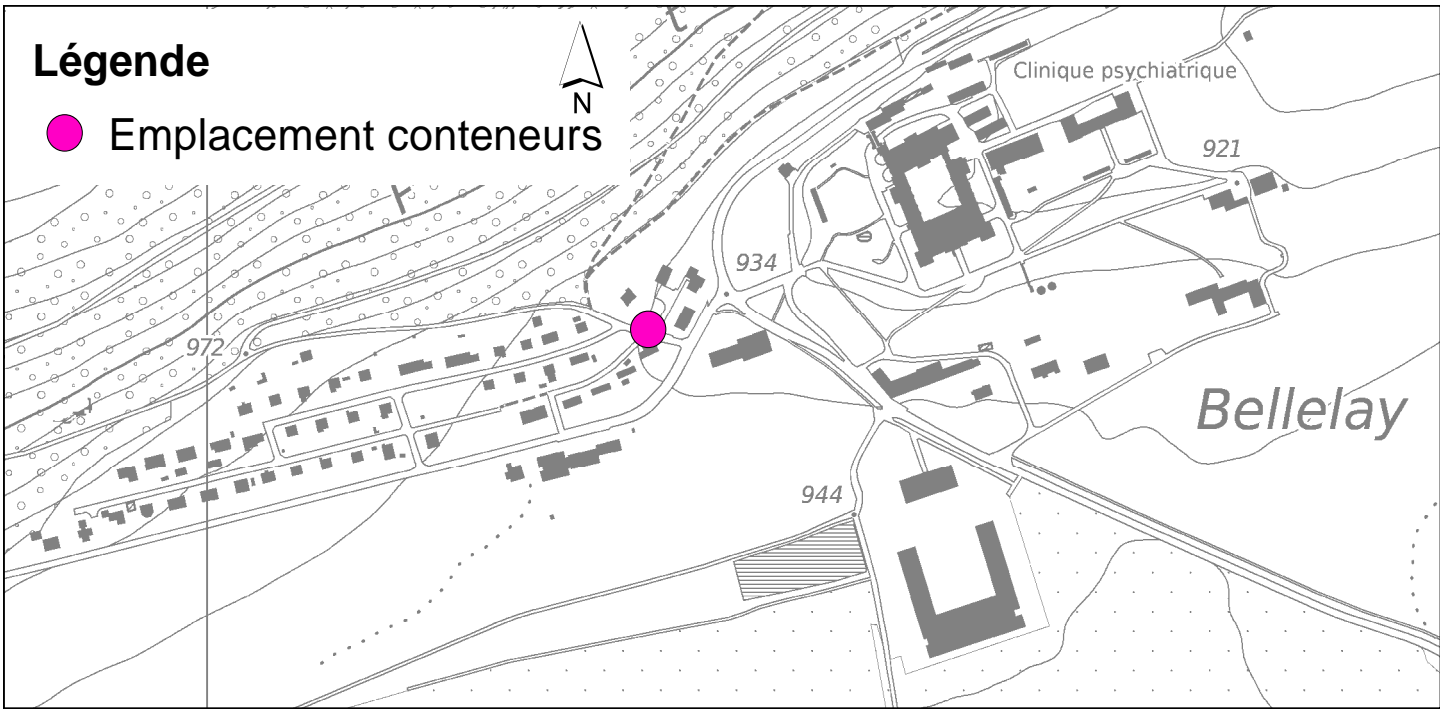 Légende
N
Emplacement conteneurs
Clinique psychiatrique
921
934
972
Bellelay
944